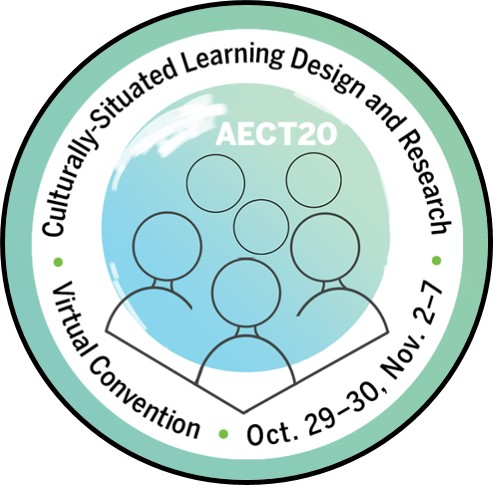 Culturally-Situated Learning Design and Research
AECT20
Virtual Convention • Oct. 29–30, Nov. 2–7